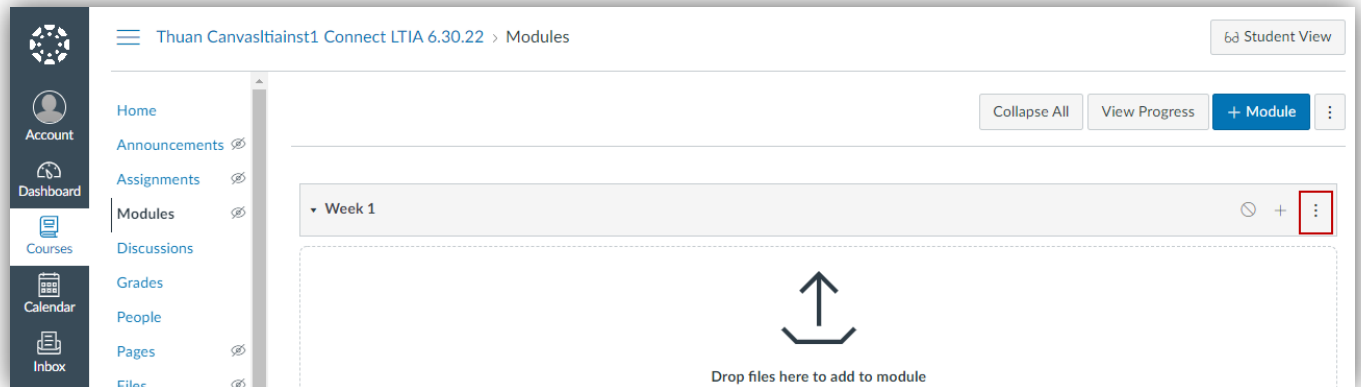 Thuan Canvasltiainst1 Connect LTIA 6.30.22 > Modules
Student View
Account
Dashboard
Courses
Calendar
Inbox
Home
Announcements
Assignments
Modules
Discussions
Grades
People
Pages
Files
Collapse All
View Progress
+ Module
Week 1
Drop files here to add to module